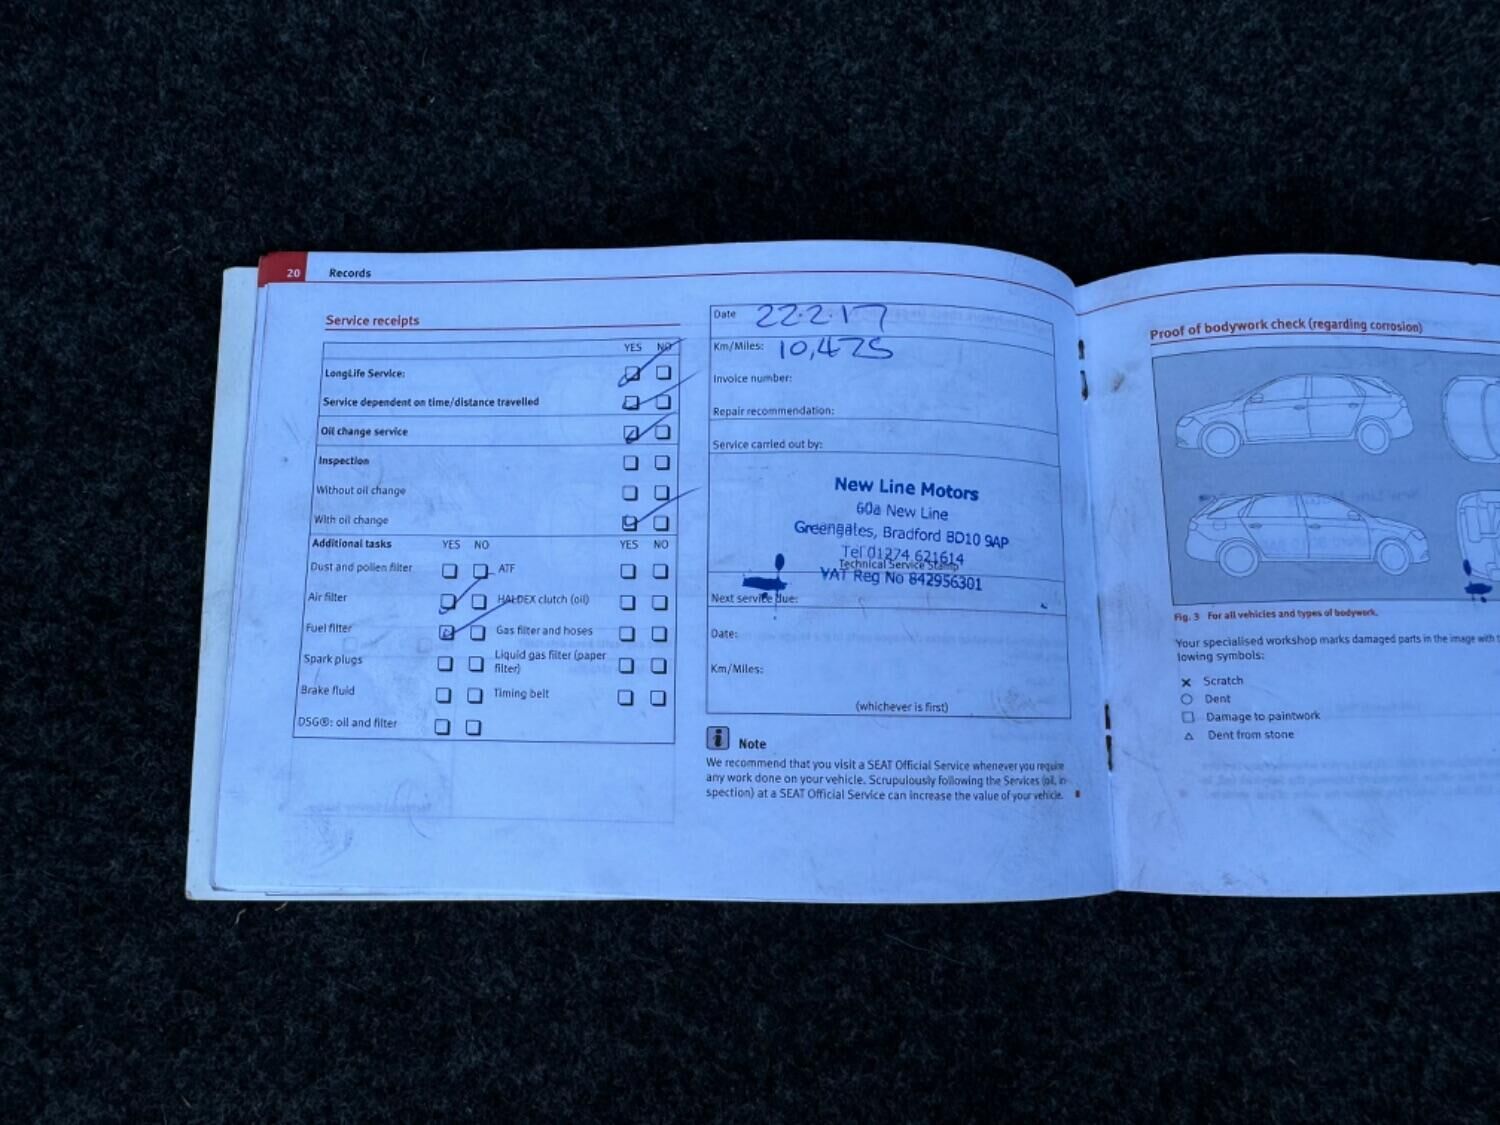 20 Records
Service receipts
YES NO
LongLife Service:
Service dependent on time/distance travelled
Oil change service
Inspection
Without oil change
With oil change
Additional tasks YES NO YES NO
Dust and pollen filter ATF
Air filter HALDEX clutch (oil)
Fuel filter Gas filter and hoses
Spark plugs Liquid gas filter (paper
filter)
Brake fluid Timing belt
DSG®: oil and filter
Date 22.2.17
Km/Miles: 10,425
Invoice number:
Repair recommendation:
Service carried out by:
New Line Motors
60a New Line
Greengates, Bradford BD10 9AP
Tel 01274 621614
Technical Service Stamp
VAT Reg No 842956301
Next service due:
Date:
Km/Miles:
(whichever is first)
i Note
We recommend that you visit a SEAT Official Service whenever you require
any work done on your vehicle. Scrupulously following the Services (oil, in-
spection) at a SEAT Official Service can increase the value of your vehicle.
Proof of bodywork check (regarding corrosion)
Fig. 3 For all vehicles and types of bodywork.
Your specialised workshop marks damaged parts in the image with
lowing symbols:
Scratch
Dent
Damage to paintwork
Dent from stone